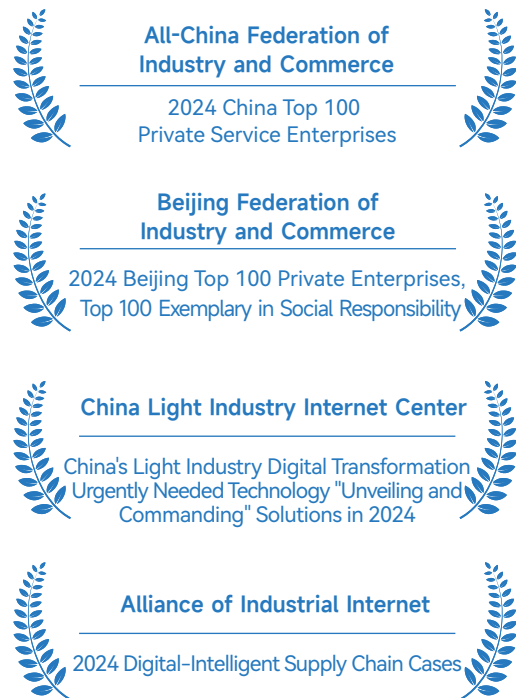 All-China Federation of
Industry and Commerce
2024 China Top 100
Private Service Enterprises
Beijing Federation of
Industry and Commerce
2024 Beijing Top 100 Private Enterprises,
Top 100 Exemplary in Social Responsibility
China Light Industry Internet Center
China's Light Industry Digital Transformation
Urgently Needed Technology "Unveiling and
Commanding" Solutions in 2024
Alliance of Industrial Internet
2024 Digital-Intelligent Supply Chain Cases